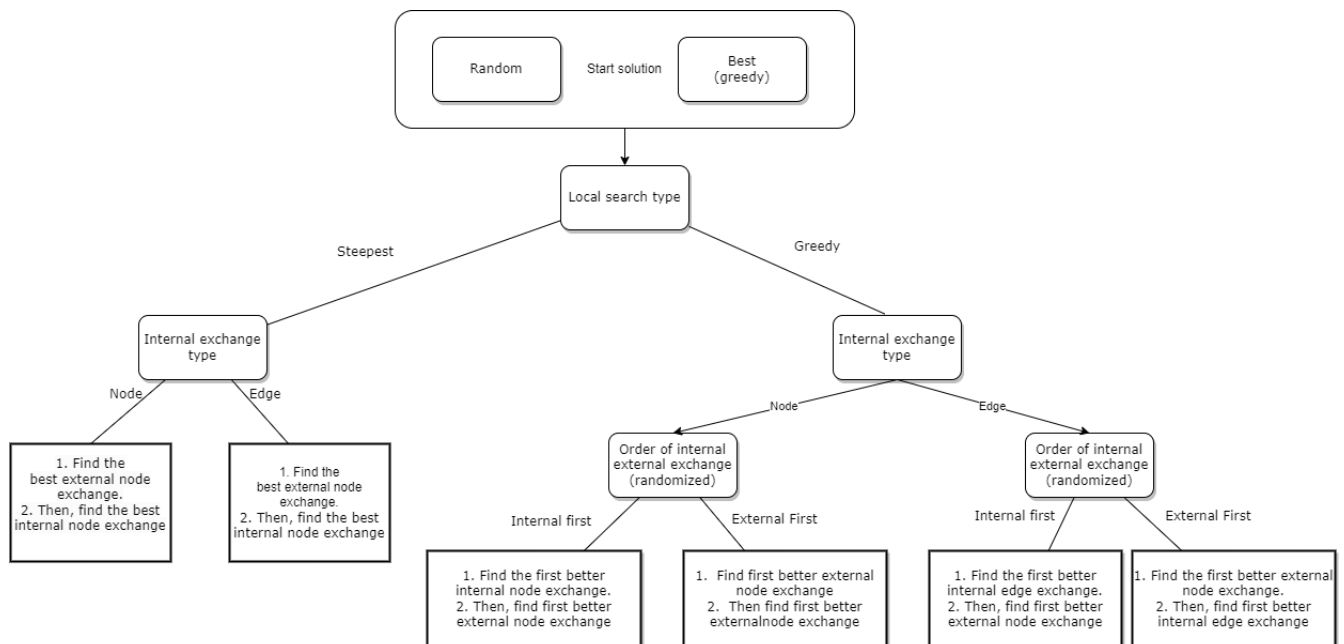 Random
Start solution
Best
(greedy)
Local search type
Steepest
Greedy
Internal exchange
type
Internal exchange
type
Node
Edge
Node
Edge
1. Find the
best external node
exchange.
2. Then, find the best
internal node exchange
1. Find the
best external node
exchange.
2. Then, find the best
internal node exchange
Order of internal
external exchange
(randomized)
Order of internal
external exchange
(randomized)
Internal first
External First
Internal first
External First
1. Find the first better
internal node exchange.
2. Then, find first better
external node exchange
1. Find first better external
node exchange
2. Then find first better
externalnode exchange
1. Find the first better
internal edge exchange.
2. Then, find first better
external node exchange
1. Find first better external
node exchange.
2. Then, find first better
internal edge exchange